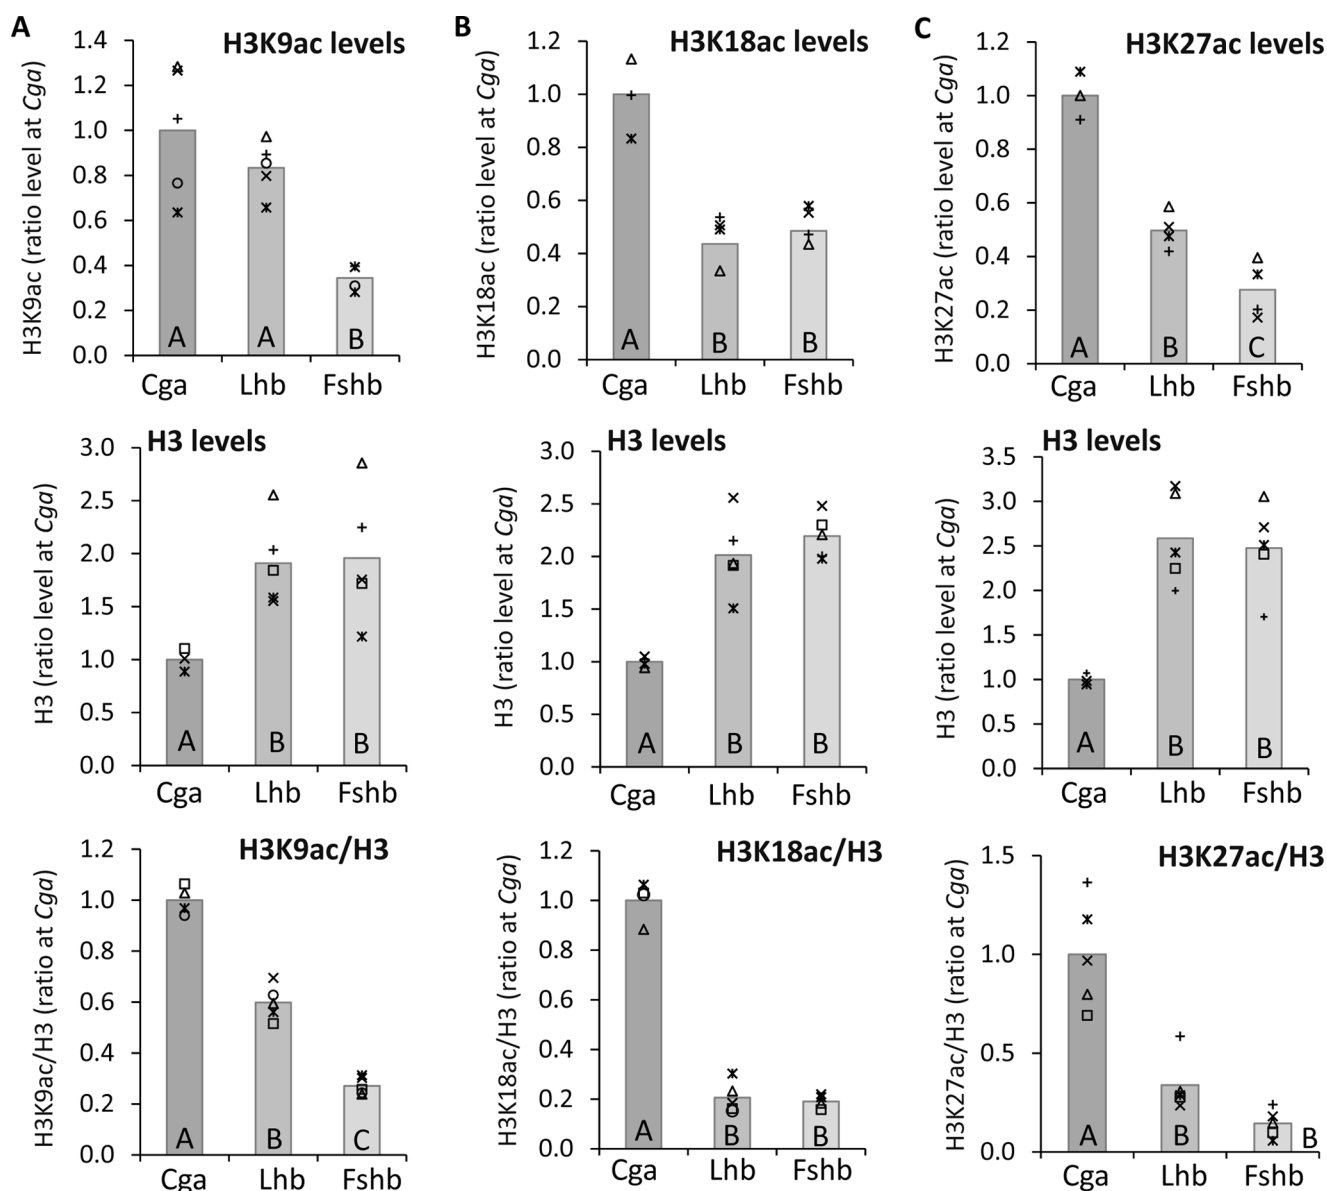 A
H3K9ac levels
H3K9ac (ratio level at Cga)
1.4
1.2
1.0
0.8
0.6
0.4
0.2
0.0
A
A
B
Cga
Lhb
Fshb
H3 levels
H3 (ratio level at Cga)
3.0
2.5
2.0
1.5
1.0
0.5
0.0
A
B
B
Cga
Lhb
Fshb
H3K9ac/H3
H3K9ac/H3 (ratio at Cga)
1.2
1.0
0.8
0.6
0.4
0.2
0.0
A
B
C
Cga
Lhb
Fshb
B
H3K18ac levels
H3K18ac (ratio level at Cga)
1.2
1.0
0.8
0.6
0.4
0.2
0.0
A
B
B
Cga
Lhb
Fshb
H3 levels
H3 (ratio level at Cga)
3.0
2.5
2.0
1.5
1.0
0.5
0.0
A
B
B
Cga
Lhb
Fshb
H3K18ac/H3
H3K18ac/H3 (ratio at Cga)
1.2
1.0
0.8
0.6
0.4
0.2
0.0
A
B
B
Cga
Lhb
Fshb
C
H3K27ac levels
H3K27ac (ratio level at Cga)
1.2
1.0
0.8
0.6
0.4
0.2
0.0
A
B
C
Cga
Lhb
Fshb
H3 levels
H3 (ratio level at Cga)
3.5
3.0
2.5
2.0
1.5
1.0
0.5
0.0
A
B
B
Cga
Lhb
Fshb
H3K27ac/H3
H3K27ac/H3 (ratio at Cga)
1.5
1.0
0.5
0.0
A
B
B
Cga
Lhb
Fshb